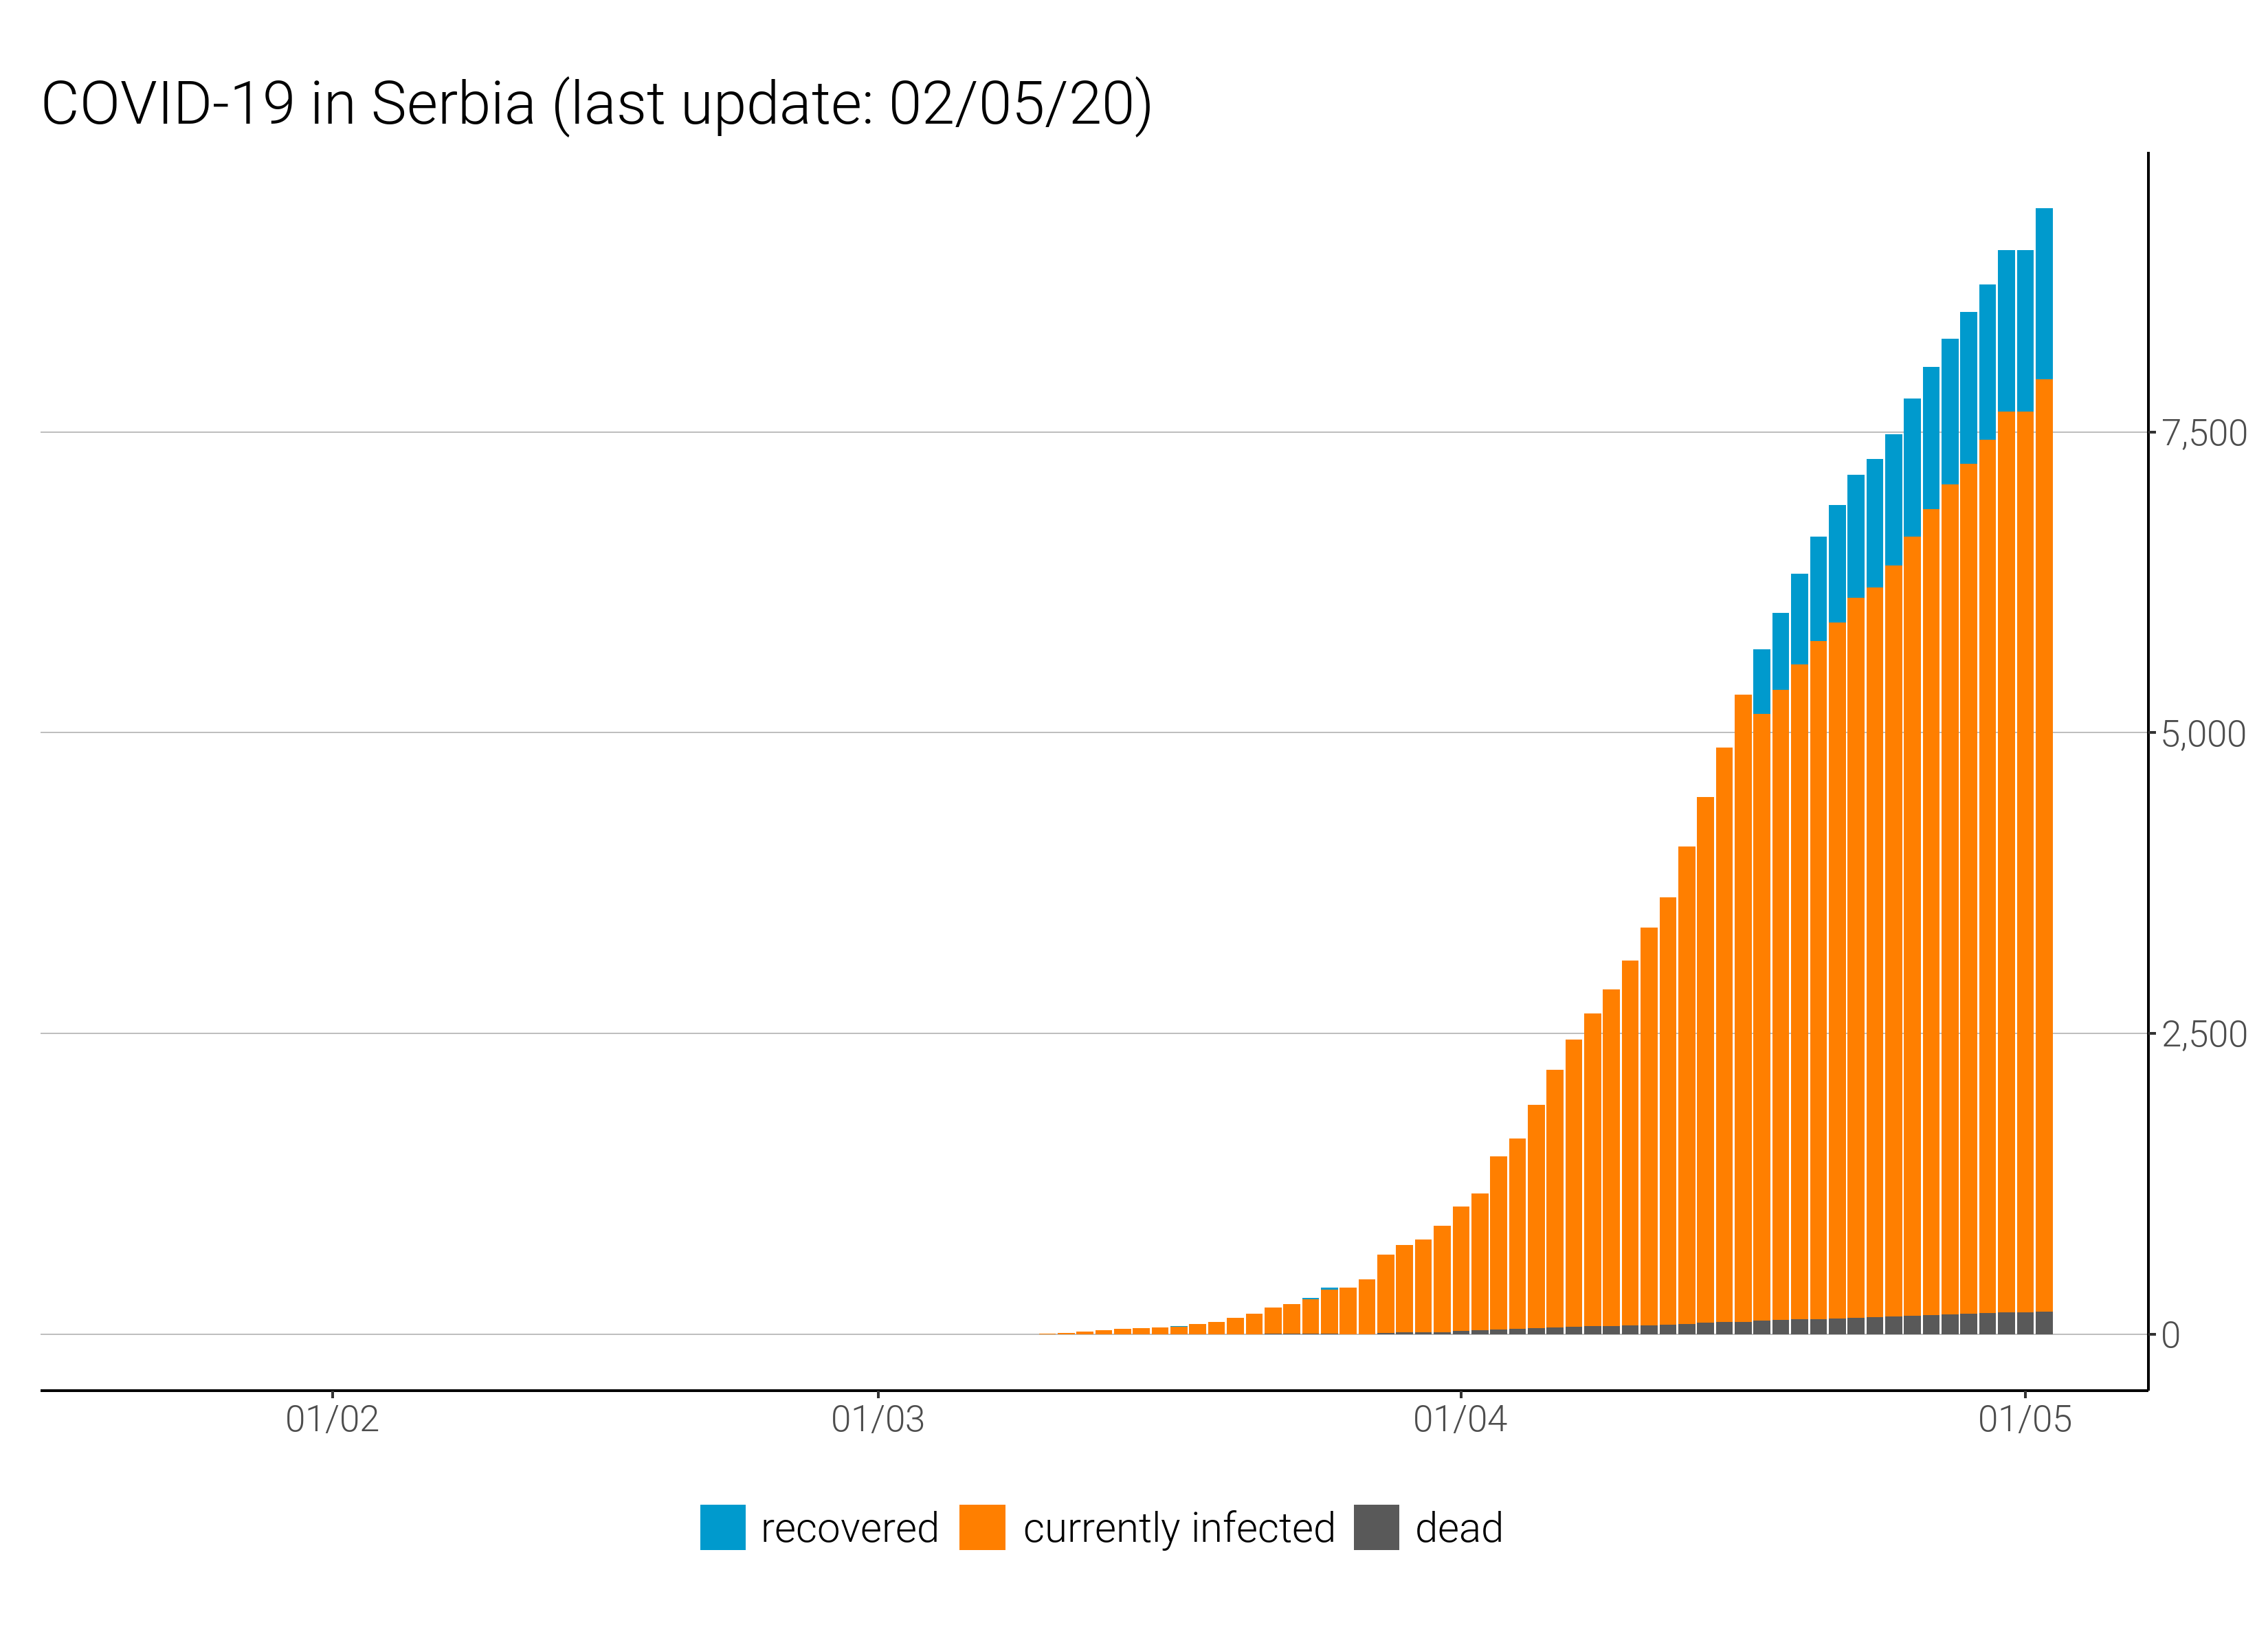 COVID-19 in Serbia (last update: 02/05/20)
7,500
5,000
2,500
0
01/02 01/03 01/04 01/05
recovered currently infected dead